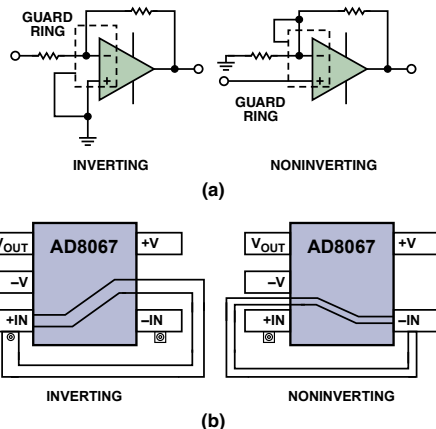 GUARD
RING
GUARD
RING
INVERTING
NONINVERTING
(a)
VOUT
AD8067
+V
–V
+IN
–IN
INVERTING
VOUT
AD8067
+V
–V
+IN
–IN
NONINVERTING
(b)